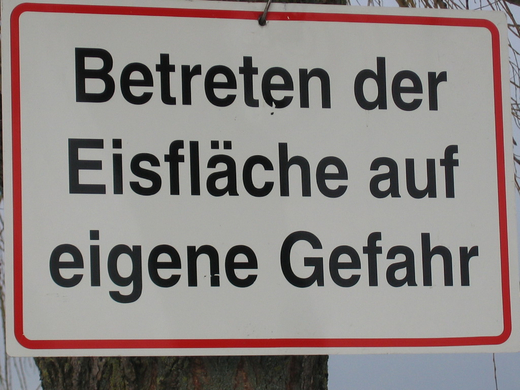 Betreten der
Eisfläche auf
eigene Gefahr